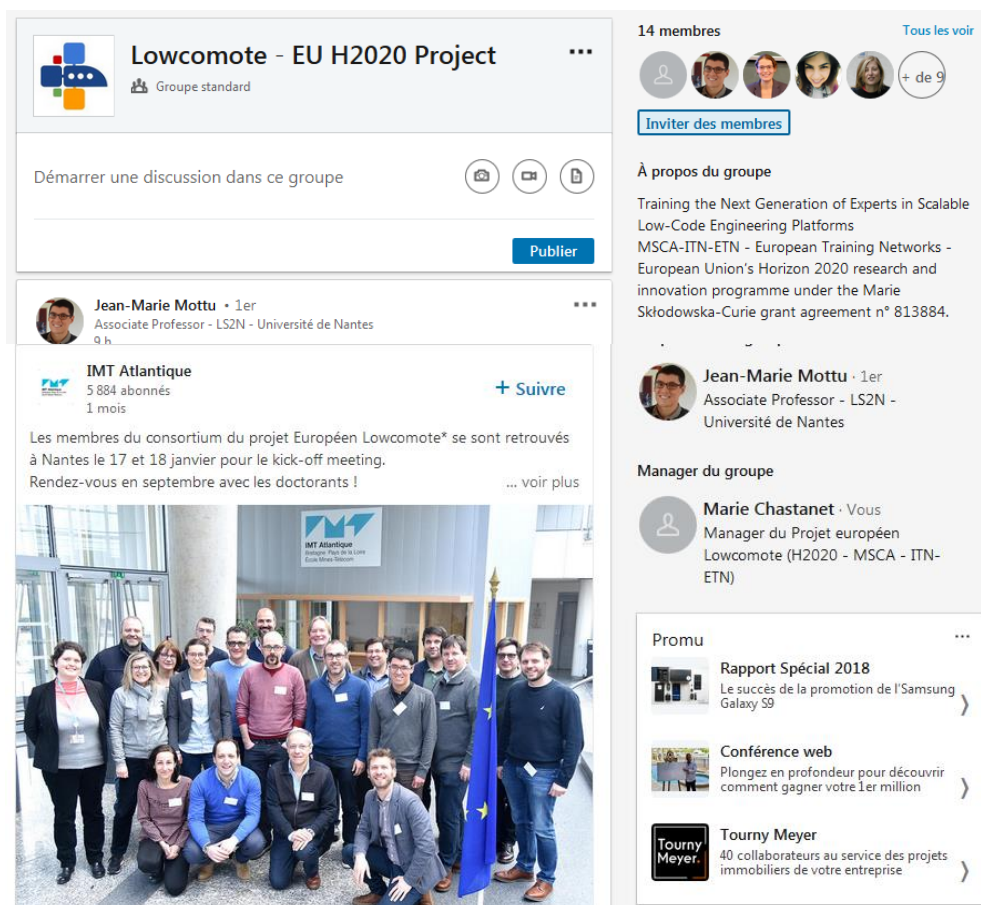 Lowcomote - EU H2020 Project
Groupe standard
Démarrer une discussion dans ce groupe
Publier
Jean-Marie Mottu • 1er
Associate Professor - LS2N - Université de Nantes
9 h
IMT Atlantique
5 884 abonnés
1 mois
+ Suivre
Les membres du consortium du projet Européen Lowcomote* se sont retrouvés
à Nantes le 17 et 18 janvier pour le kick-off meeting.
Rendez-vous en septembre avec les doctorants !
... voir plus
IMT Atlantique
Bretagne-Pays de la Loire
École Mines-Télécom
14 membres
Tous les voir
+ de 9
Inviter des membres
À propos du groupe
Training the Next Generation of Experts in Scalable
Low-Code Engineering Platforms
MSCA-ITN-ETN - European Training Networks -
European Union's Horizon 2020 research and
innovation programme under the Marie
Skłodowska-Curie grant agreement n° 813884.
Jean-Marie Mottu · 1er
Associate Professor - LS2N -
Université de Nantes
Manager du groupe
Marie Chastanet · Vous
Manager du Projet européen
Lowcomote (H2020 - MSCA - ITN-
ETN)
Promu
Rapport Spécial 2018
Le succès de la promotion de l'Samsung
Galaxy S9
Conférence web
Plongez en profondeur pour découvrir
comment gagner votre 1er million
Tourny
Meyer.
Tourny Meyer
40 collaborateurs au service des projets
immobiliers de votre entreprise